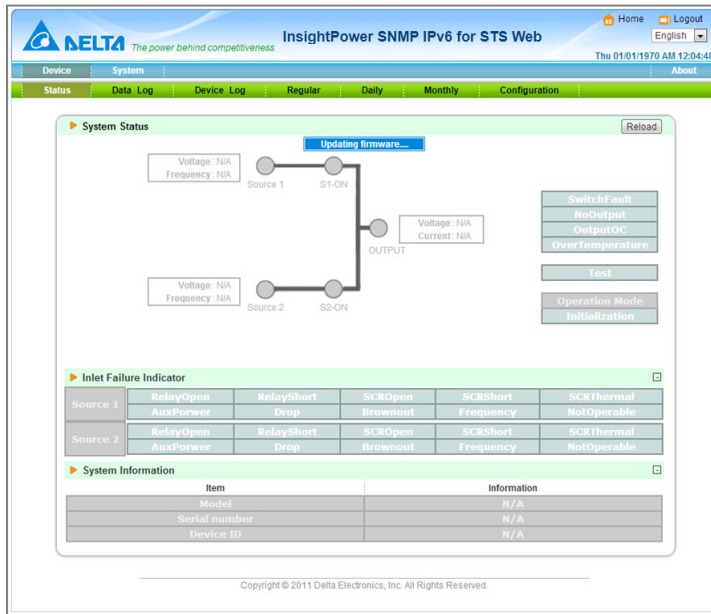 Home Logout
DELTA The power behind competitiveness InsightPower SNMP IPv6 for STS Web English
Thu 01/01/1970 AM 12:04:48
Device System About
Status Data Log Device Log Regular Daily Monthly Configuration
System Status Reload
Updating firmware....
Voltage : N/A
Frequency : N/A
Source 1 S1-ON
SwitchFault
NoOutput
Voltage : N/A
OutputOC
Current : N/A
OverTemperature
OUTPUT
Test
Voltage : N/A
Frequency : N/A
Operation Mode
Source 2 S2-ON
Initialization
Inlet Failure Indicator
Source 1
RelayOpen RelayShort SCROpen SCRShort SCRThermal
AuxPorwer Drop Brownout Frequency NotOperable
Source 2
RelayOpen RelayShort SCROpen SCRShort SCRThermal
AuxPorwer Drop Brownout Frequency NotOperable
System Information
Item Information
Model N/A
Serial number N/A
Device ID N/A
Copyright © 2011 Delta Electronics, Inc. All Rights Reserved.